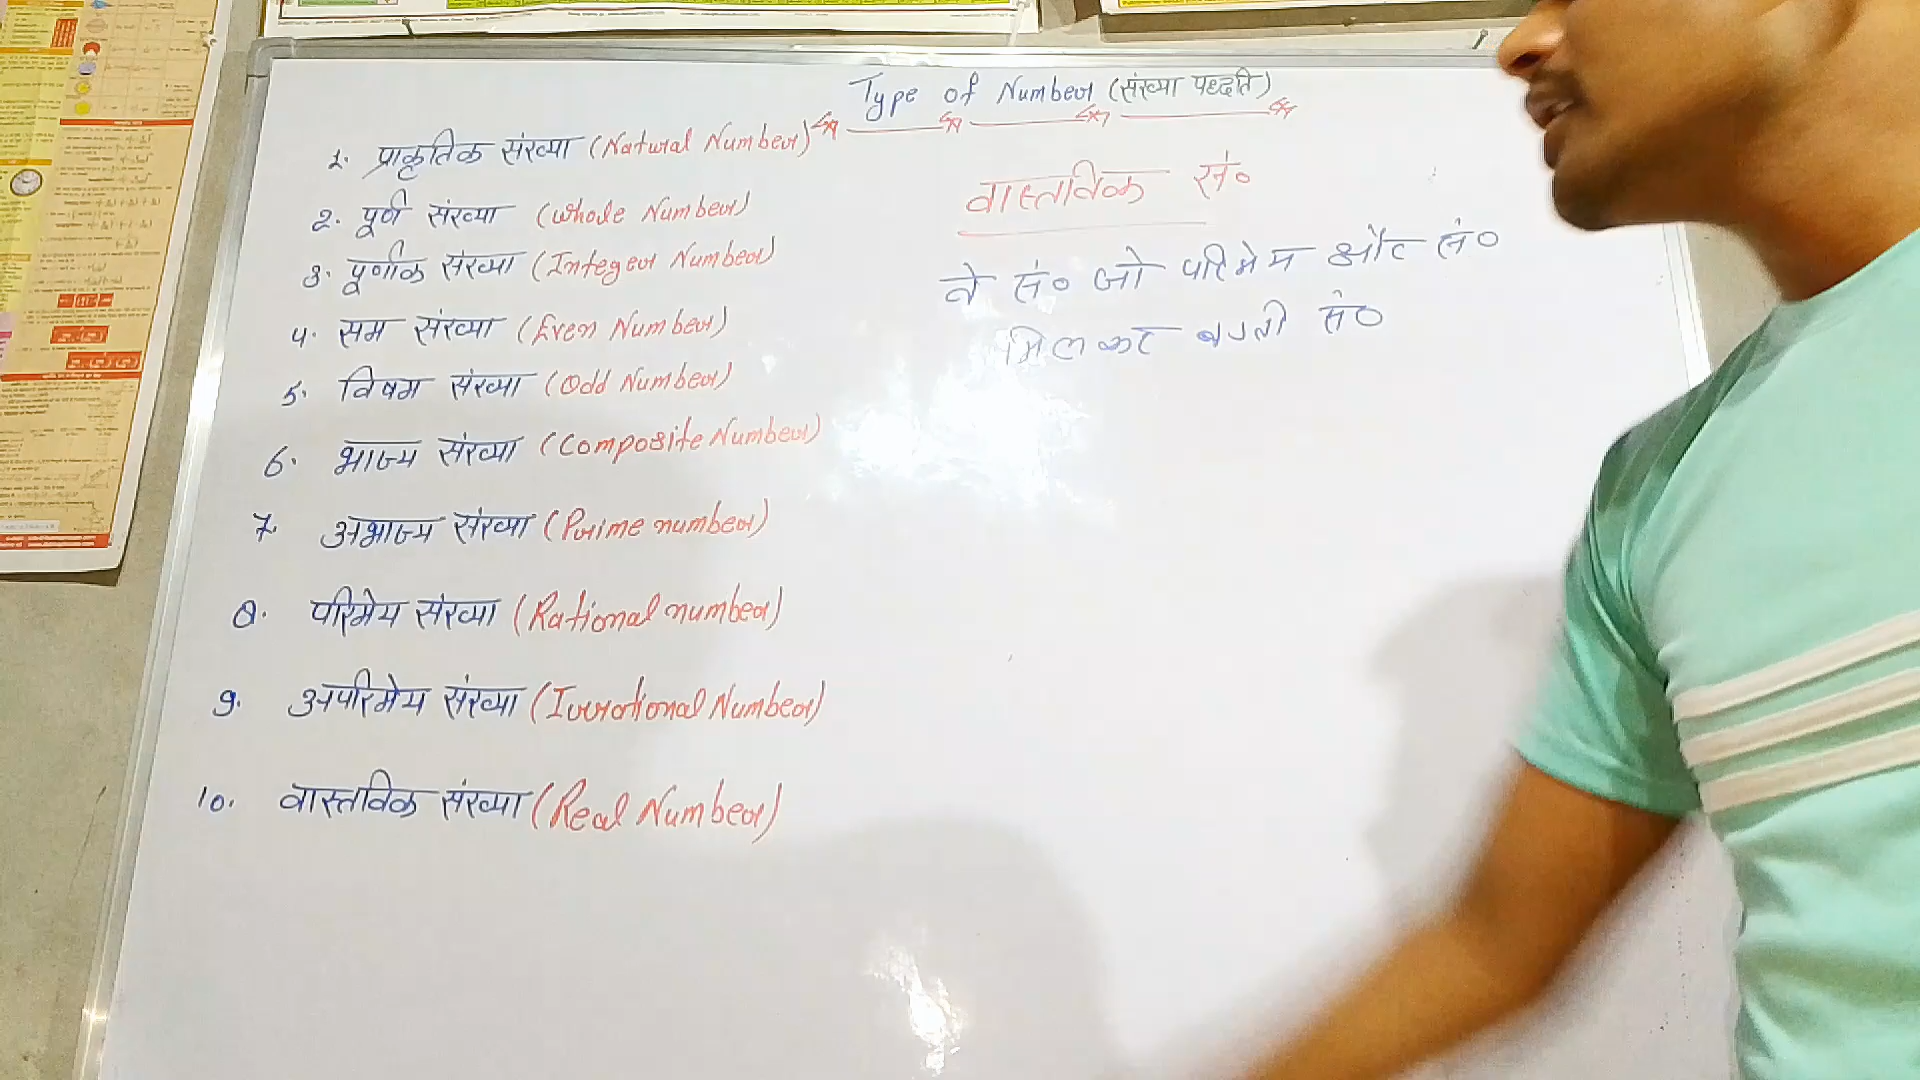 Type of Number (संख्या पध्दति)
1. प्राकृतिक संख्या (Natural Number)
2. पूर्ण संख्या (Whole Number)
3. पूर्णांक संख्या (Integer Number)
4. सम संख्या (Even Number)
5. विषम संख्या (Odd Number)
6. भाज्य संख्या (Composite Number)
7. अभाज्य संख्या (Prime number)
8. परिमेय संख्या (Rational number)
9. अपरिमेय संख्या (Irrational Number)
10. वास्तविक संख्या (Real Number)
वास्तविक सं०
वे सं० जो परिमेय और सं०
मिलकर बनती सं०